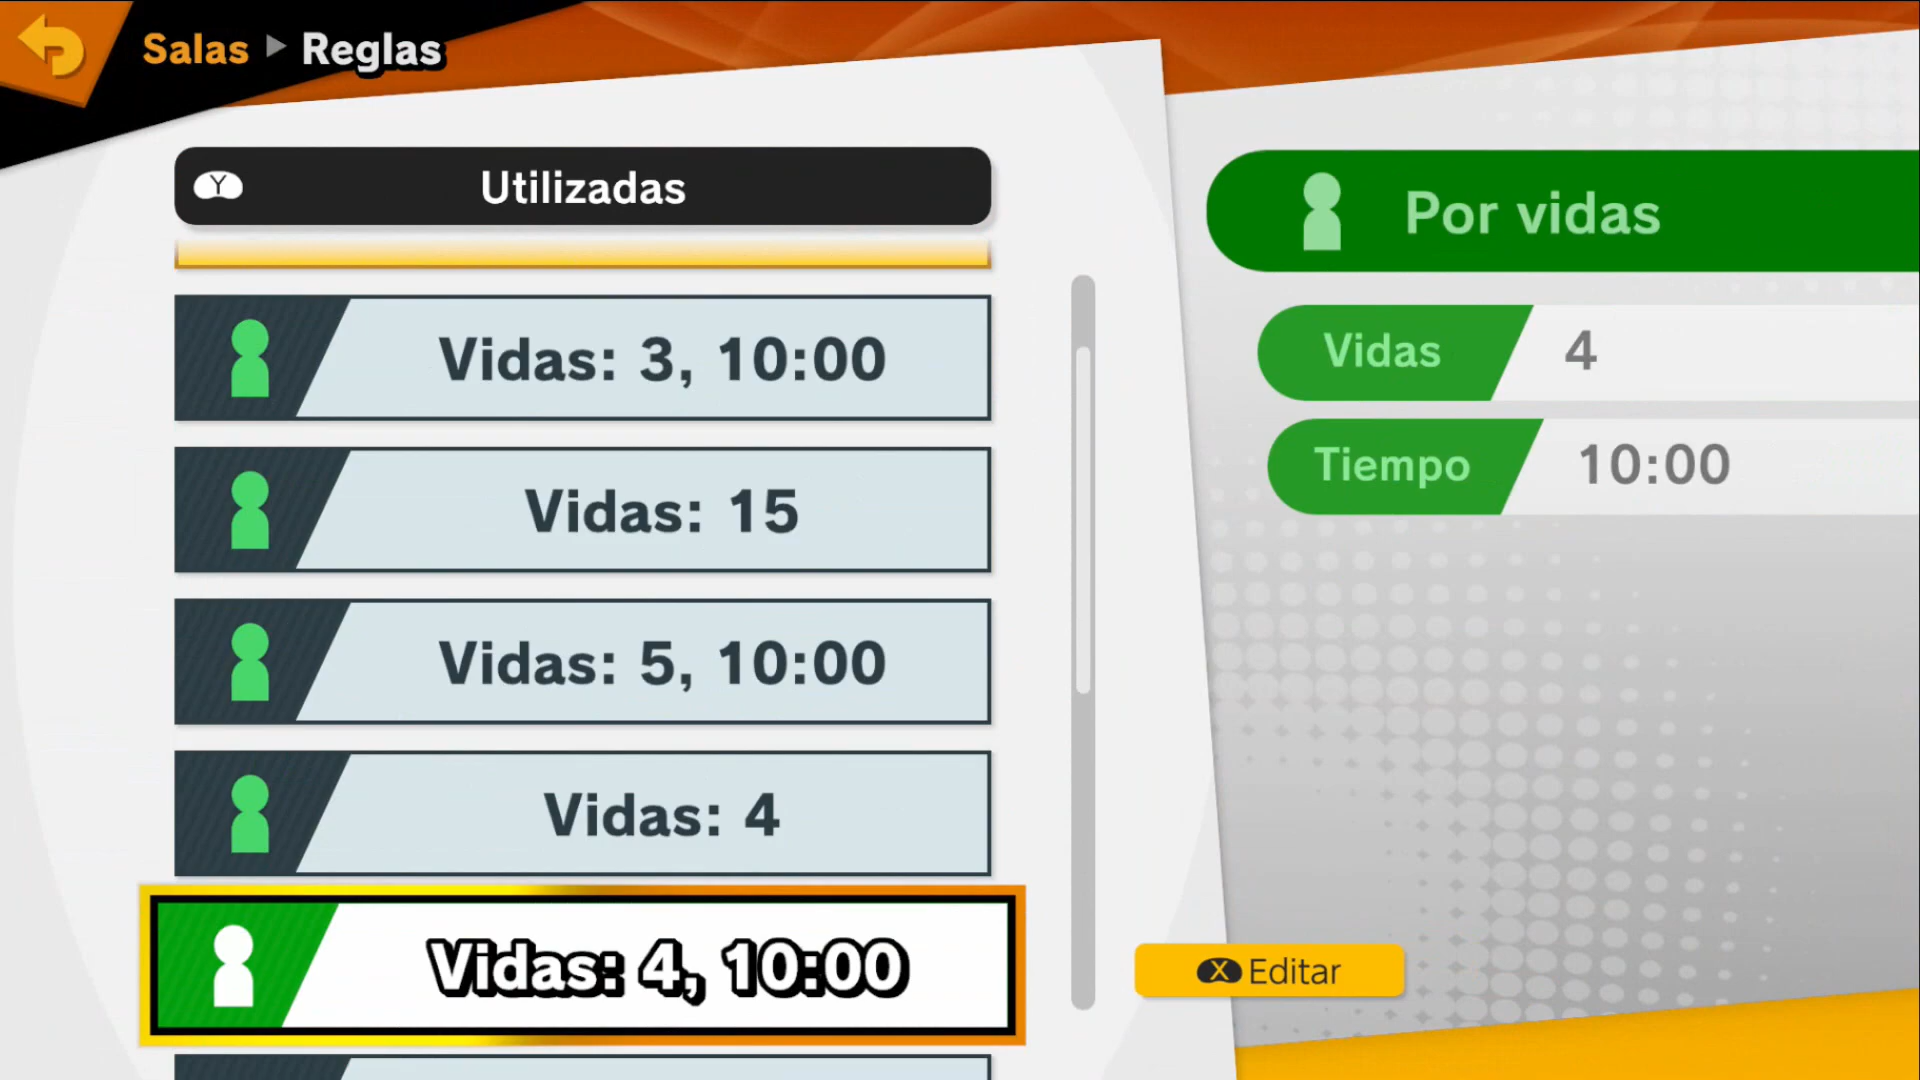 Salas ▶ Reglas
Y Utilizadas
Vidas: 3, 10:00
Vidas: 15
Vidas: 5, 10:00
Vidas: 4
Vidas: 4, 10:00
Por vidas
Vidas 4
Tiempo 10:00
X Editar